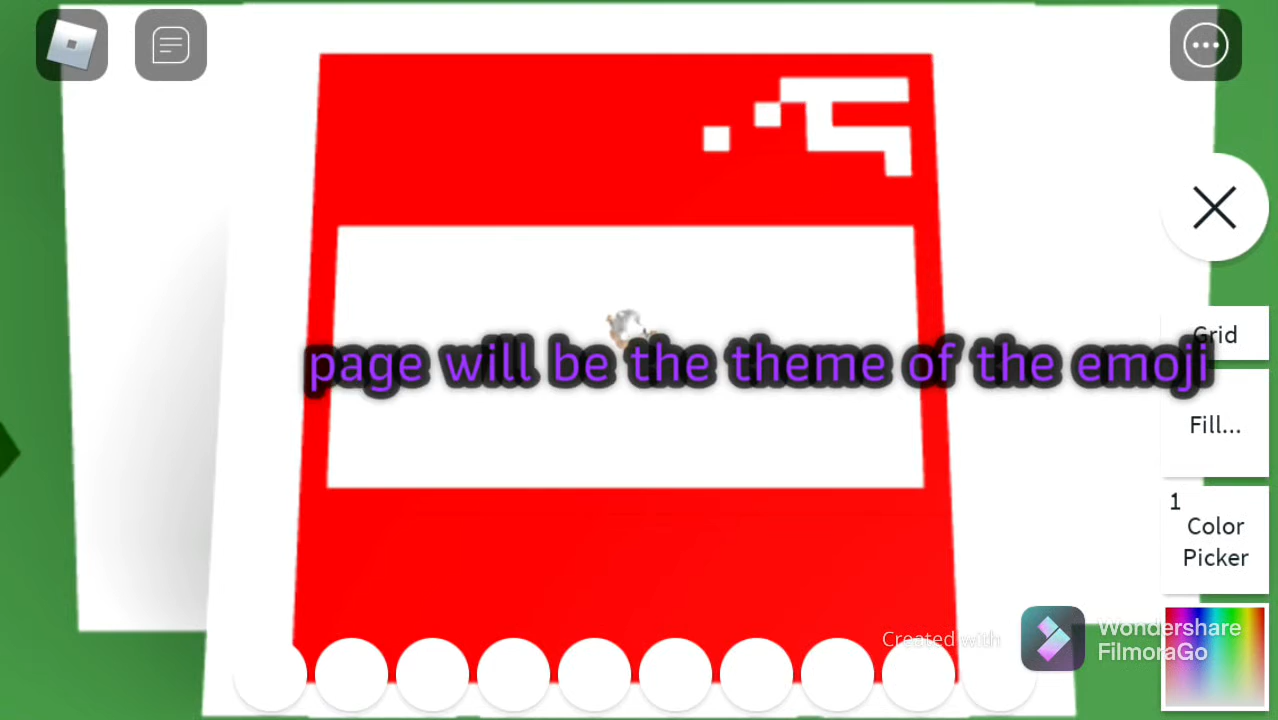 Grid
page will be the theme of the emoji
Fill...
1
Color
Picker
Created with
Wondershare
FilmoraGo